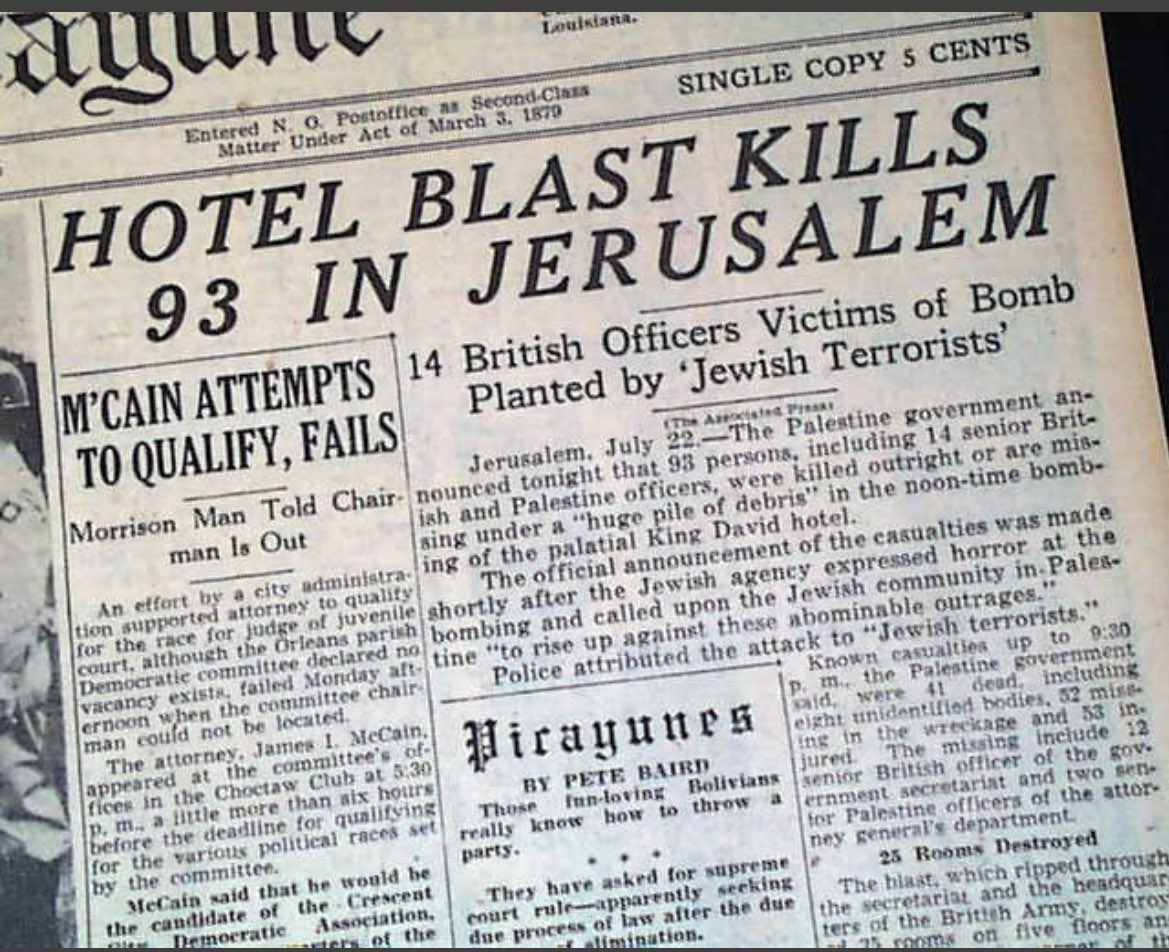 ayune
Louisiana.
SINGLE COPY 5 CENTS
Entered N. O. Postoffice as Second-Class
Matter Under Act of March 3, 1879
HOTEL BLAST KILLS
93 IN JERUSALEM
M'CAIN ATTEMPTS
TO QUALIFY, FAILS
Morrison Man Told Chair-
man Is Out
An effort by a city administra-
tion supported attorney to qualify
for the race for judge of juvenile
court, although the Orleans parish
Democratic committee declared no
vacancy exists, failed Monday aft-
ernoon when the committee chair-
man could not be located.
The attorney, James I. McCain,
appeared at the committee's of-
fices in the Choctaw Club at 5:30
p. m., a little more than six hours
before the deadline for qualifying
for the various political races set
by the committee.
McCain said that he would be
the candidate of the Crescent
City Democratic Association,
of the
14 British Officers Victims of Bomb
Planted by 'Jewish Terrorists'
(The Associated Press)
Jerusalem, July 22.—The Palestine government an-
nounced tonight that 93 persons, including 14 senior Brit-
ish and Palestine officers, were killed outright or are mis-
sing under a "huge pile of debris" in the noon-time bomb-
ing of the palatial King David hotel.
The official announcement of the casualties was made
shortly after the Jewish agency expressed horror at the
bombing and called upon the Jewish community in Pales-
tine "to rise up against these abominable outrages."
Police attributed the attack to "Jewish terrorists."
Picayunes
BY PETE BAIRD
Those fun-loving Bolivians
really know how to throw a
party.
* * *
They have asked for supreme
court rule—apparently seeking
due process of law after the due
of elimination.
Known casualties up to 9:30
p. m., the Palestine government
said, were 41 dead, including
eight unidentified bodies, 52 miss-
ing in the wreckage and 53 in-
jured. The missing include 12
senior British officer of the gov-
ernment secretariat and two sen-
ior Palestine officers of the attor-
ney general's department.
25 Rooms Destroyed
The blast, which ripped through
the secretariat and the headquar-
ters of the British Army, destroy-
ed 25 rooms on five floors an